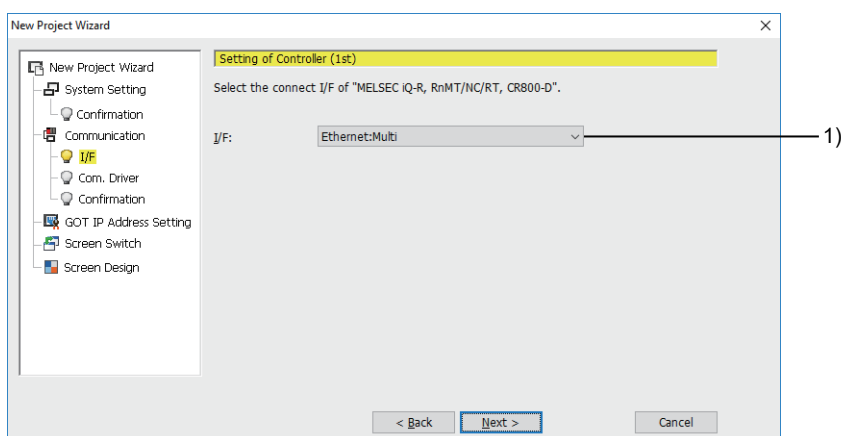 New Project Wizard
New Project Wizard
System Setting
Confirmation
Communication
I/F
Com. Driver
Confirmation
GOT IP Address Setting
Screen Switch
Screen Design
Setting of Controller (1st)
Select the connect I/F of "MELSEC iQ-R, RnMT/NC/RT, CR800-D".
I/F: Ethernet:Multi
1)
< Back Next > Cancel